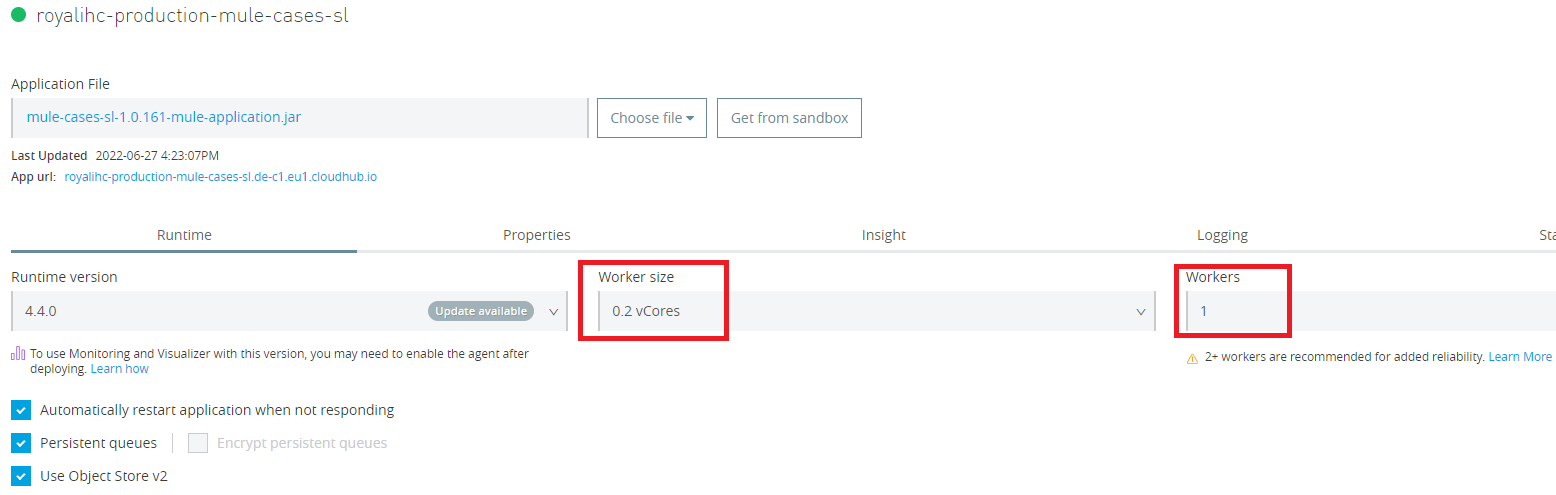 royalihc-production-mule-cases-sl
Application File
mule-cases-sl-1.0.161-mule-application.jar
Choose file
Get from sandbox
Last Updated 2022-06-27 4:23:07PM
App url: royalihc-production-mule-cases-sl.de-c1.eu1.cloudhub.io
Runtime
Properties
Insight
Logging
Sta
Runtime version
Worker size
Workers
4.4.0
Update available
0.2 vCores
1
To use Monitoring and Visualizer with this version, you may need to enable the agent after
deploying. Learn how
2+ workers are recommended for added reliability. Learn More
Automatically restart application when not responding
Persistent queues
Encrypt persistent queues
Use Object Store v2